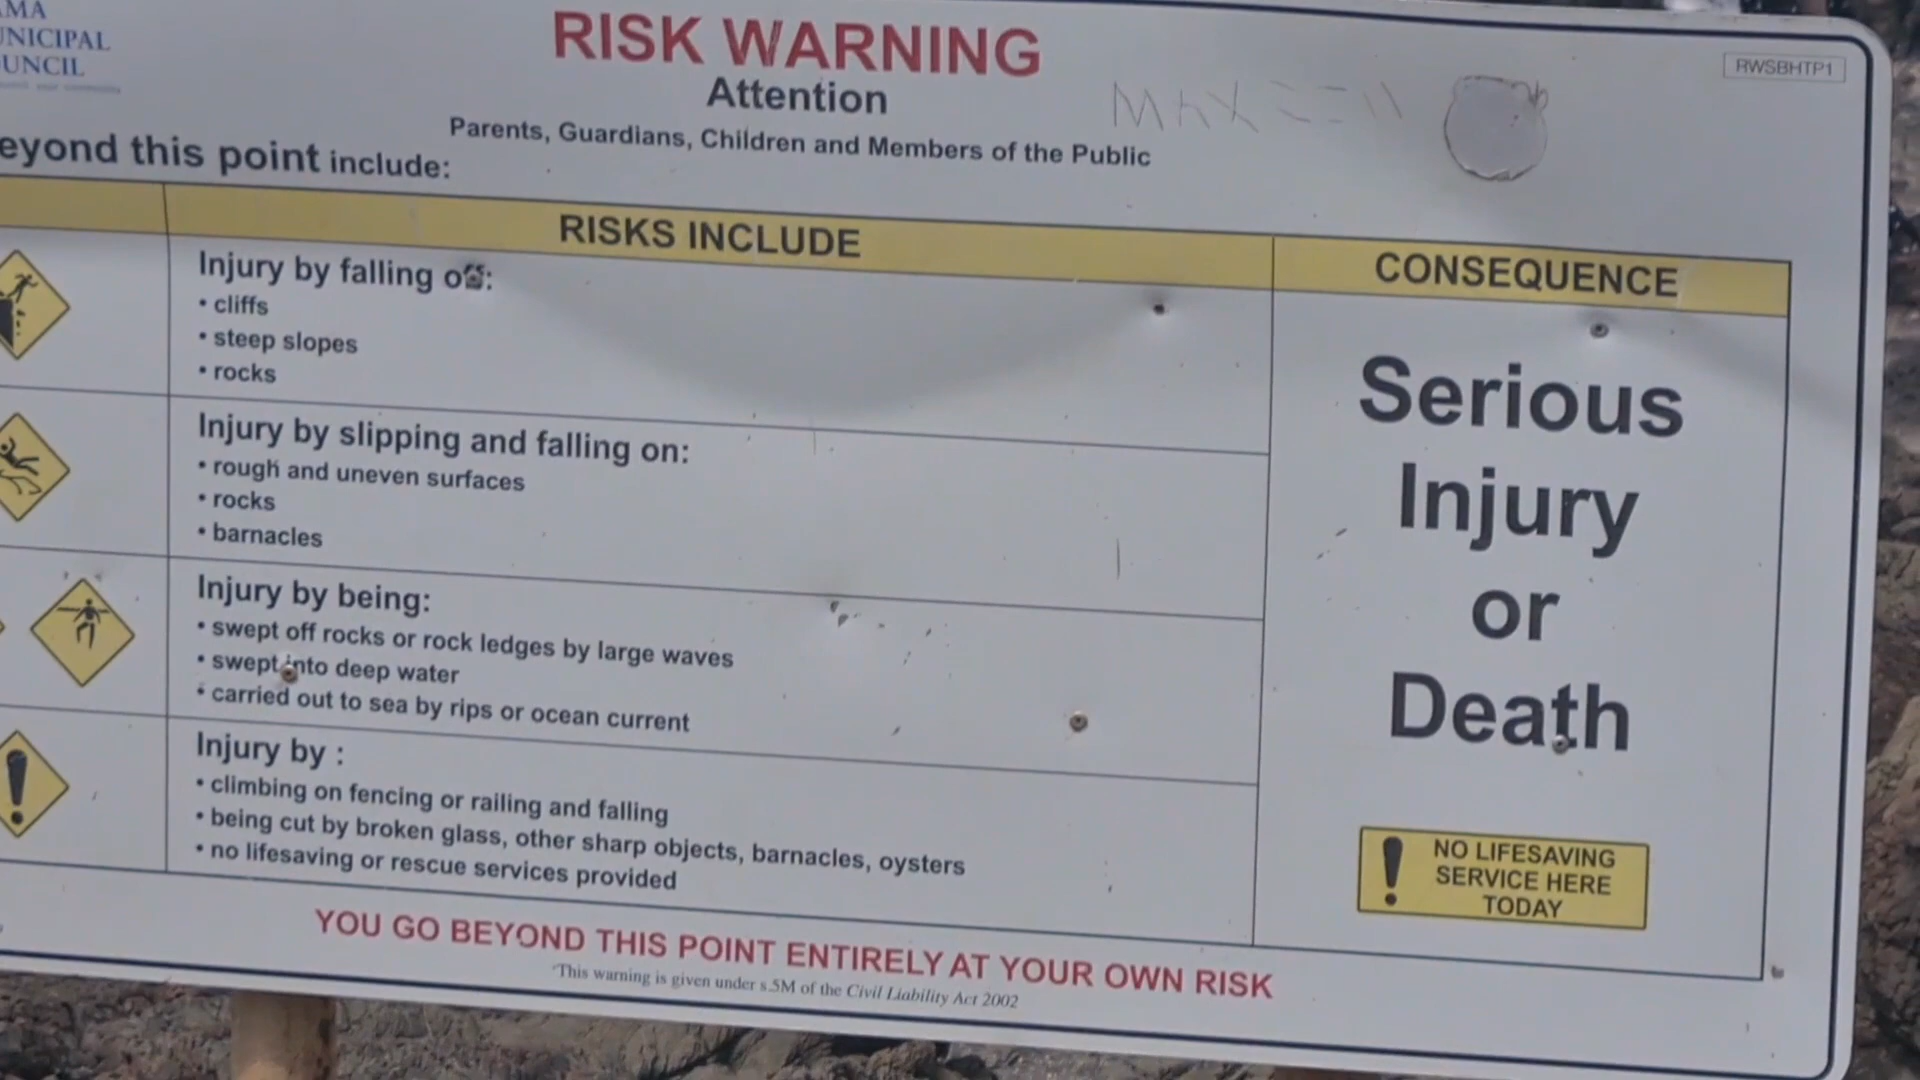 AMA
UNICIPAL
OUNCIL
RISK WARNING
Attention
Parents, Guardians, Children and Members of the Public
RWSBHTP1
eyond this point include:
RISKS INCLUDE
CONSEQUENCE
Injury by falling off:
• cliffs
• steep slopes
• rocks
Injury by slipping and falling on:
• rough and uneven surfaces
• rocks
• barnacles
Injury by being:
• swept off rocks or rock ledges by large waves
• swept into deep water
• carried out to sea by rips or ocean current
Injury by :
• climbing on fencing or railing and falling
• being cut by broken glass, other sharp objects, barnacles, oysters
• no lifesaving or rescue services provided
Serious
Injury
or
Death
! NO LIFESAVING
SERVICE HERE
TODAY
YOU GO BEYOND THIS POINT ENTIRELY AT YOUR OWN RISK
*This warning is given under s.5M of the Civil Liability Act 2002